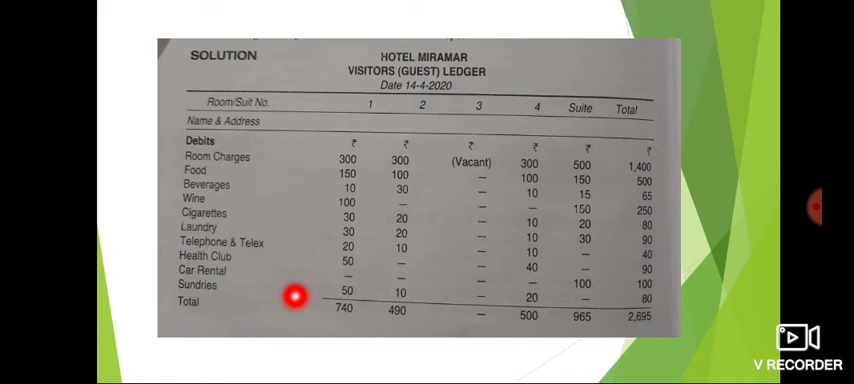 SOLUTION
HOTEL MIRAMAR
VISITORS (GUEST) LEDGER
Date 14-4-2020
Room/Suit No. 1 2 3 4 Suite Total
Name & Address
Debits ₹ ₹ ₹ ₹ ₹ ₹
Room Charges 300 300 (Vacant) 300 500 1,400
Food 150 100 — 100 150 500
Beverages 10 30 — 10 15 65
Wine 100 — — — 150 250
Cigarettes 30 20 — 10 20 80
Laundry 30 20 — 10 30 90
Telephone & Telex 20 10 — 10 — 40
Health Club 50 — — 40 — 90
Car Rental — — — — 100 100
Sundries 50 10 — 20 — 80
Total 740 490 — 500 965 2,695
V RECORDER